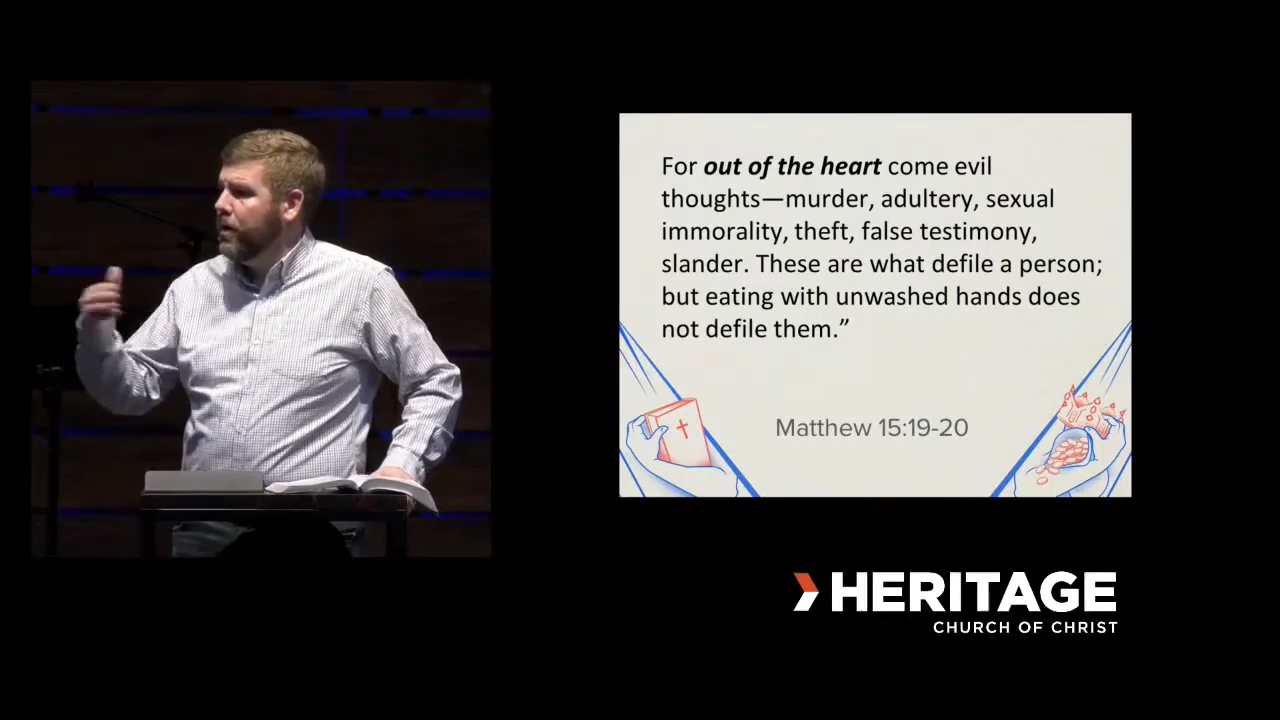 For out of the heart come evil
thoughts—murder, adultery, sexual
immorality, theft, false testimony,
slander. These are what defile a person;
but eating with unwashed hands does
not defile them.”
Matthew 15:19-20
HERITAGE
CHURCH OF CHRIST